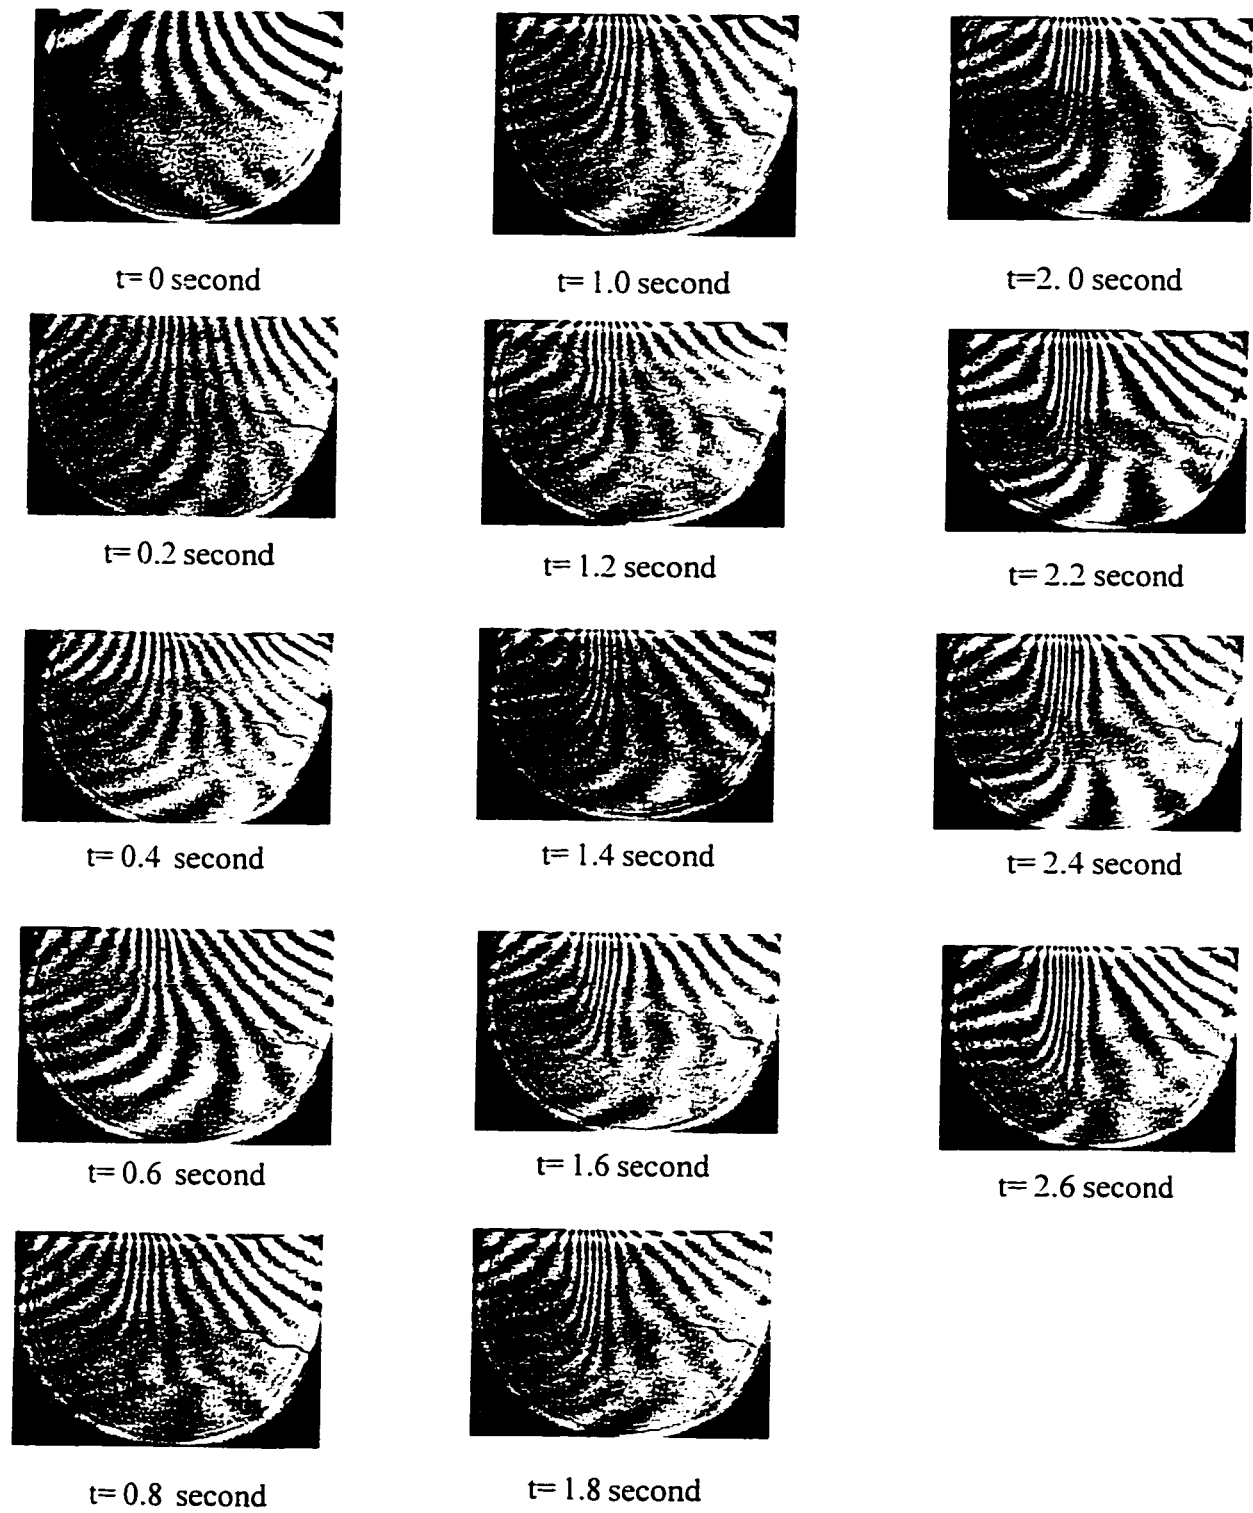 t= 0 second
t= 1.0 second
t=2. 0 second
t= 0.2 second
t= 1.2 second
t= 2.2 second
t= 0.4 second
t= 1.4 second
t= 2.4 second
t= 0.6 second
t= 1.6 second
t= 2.6 second
t= 0.8 second
t= 1.8 second